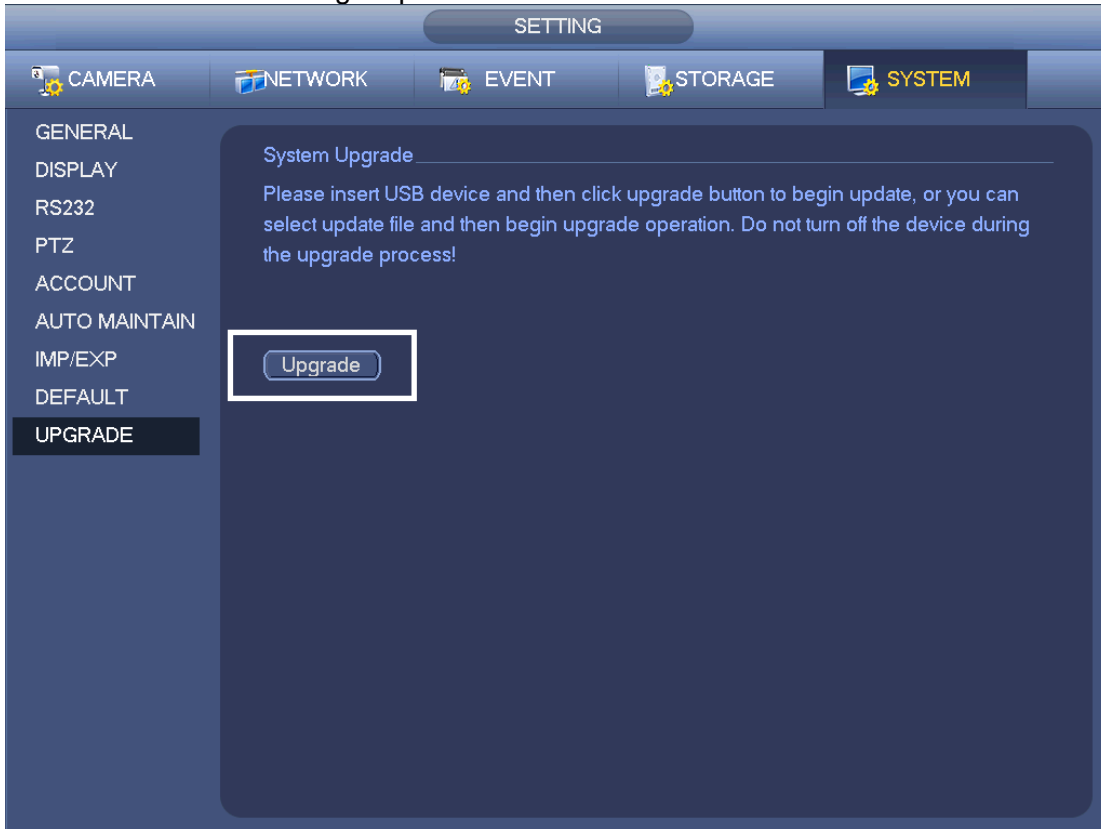 SETTING
CAMERA NETWORK EVENT STORAGE SYSTEM
GENERAL
DISPLAY
RS232
PTZ
ACCOUNT
AUTO MAINTAIN
IMP/EXP
DEFAULT
UPGRADE
System Upgrade
Please insert USB device and then click upgrade button to begin update, or you can
select update file and then begin upgrade operation. Do not turn off the device during
the upgrade process!
Upgrade